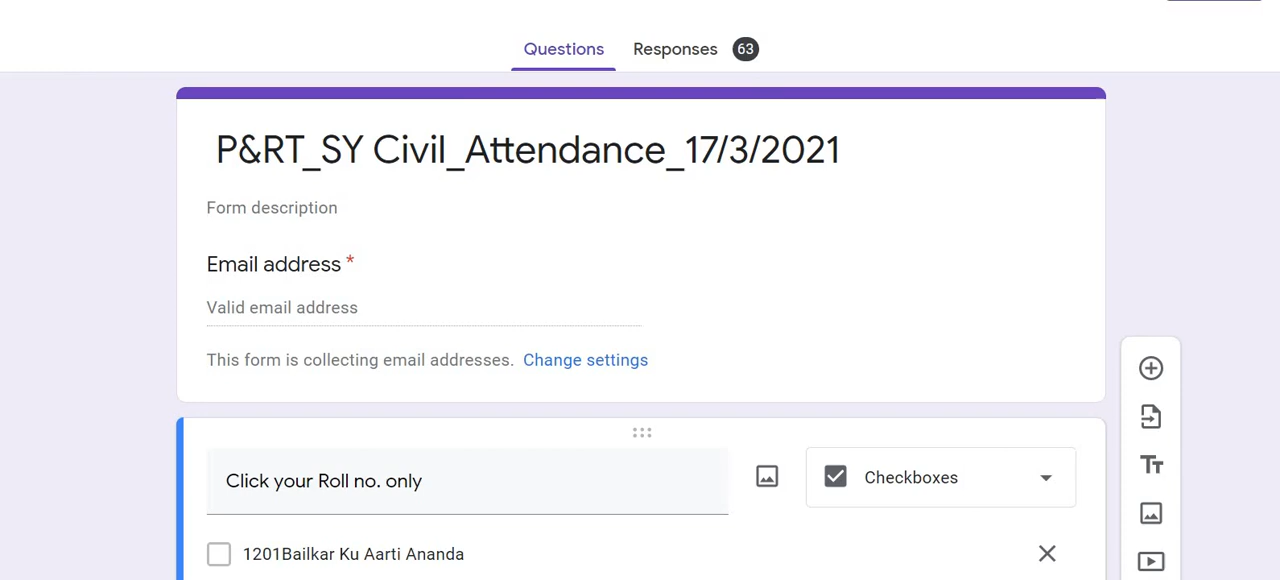 Questions Responses 63
P&RT_SY Civil_Attendance_17/3/2021
Form description
Email address *
Valid email address
This form is collecting email addresses. Change settings
Click your Roll no. only
Checkboxes
1201Bailkar Ku Aarti Ananda